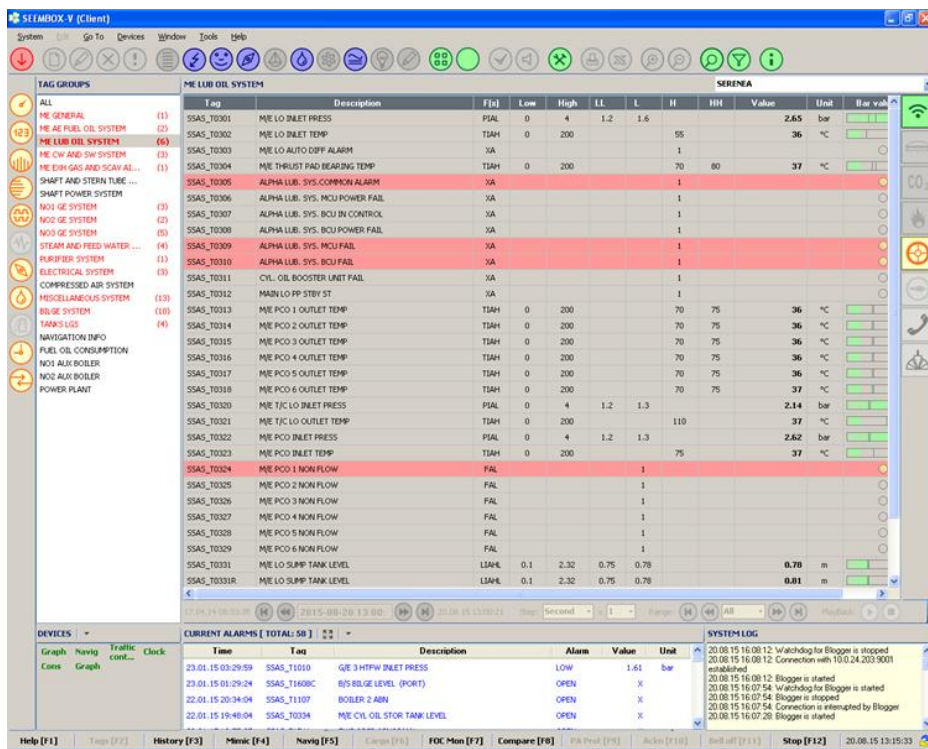 SEEMBOX-V (Client)
System Edit Go To Devices Window Tools Help
TAG GROUPS
ALL
ME GENERAL (1)
ME AE FUEL OIL SYSTEM (2)
ME LUB OIL SYSTEM (6)
ME CW AND SW SYSTEM (3)
ME EXH GAS AND SCAV AI... (1)
SHAFT AND STERN TUBE ...
SHAFT POWER SYSTEM
NO1 GE SYSTEM (3)
NO2 GE SYSTEM (2)
NO3 GE SYSTEM (5)
STEAM AND FEED WATER ... (4)
PURIFIER SYSTEM (1)
ELECTRICAL SYSTEM (3)
COMPRESSED AIR SYSTEM
MISCELLANEOUS SYSTEM (13)
BILGE SYSTEM (10)
TANKS LGS (4)
NAVIGATION INFO
FUEL OIL CONSUMPTION
NO1 AUX BOILER
NO2 AUX BOILER
POWER PLANT
123
ME LUB OIL SYSTEM SERENEA
Tag Description F[x] Low High LL L H HH Value Unit Bar val
SSAS_T0301 M/E LO INLET PRESS PIAL 0 4 1.2 1.6 2.65 bar
SSAS_T0302 M/E LO INLET TEMP TIAH 0 200 55 36 °C
SSAS_T0303 M/E LO AUTO DIFF ALARM XA 1
SSAS_T0304 M/E THRUST PAD BEARING TEMP TIAH 0 200 70 80 37 °C
SSAS_T0305 ALPHA LUB. SYS.COMMON ALARM XA 1
SSAS_T0306 ALPHA LUB. SYS. MCU POWER FAIL XA 1
SSAS_T0307 ALPHA LUB. SYS. BCU IN CONTROL XA 1
SSAS_T0308 ALPHA LUB. SYS. BCU POWER FAIL XA 1
SSAS_T0309 ALPHA LUB. SYS. MCU FAIL XA 1
SSAS_T0310 ALPHA LUB. SYS. BCU FAIL XA 1
SSAS_T0311 CYL. OIL BOOSTER UNIT FAIL XA 1
SSAS_T0312 MAIN LO PP STBY ST XA 1
SSAS_T0313 M/E PCO 1 OUTLET TEMP TIAH 0 200 70 75 36 °C
SSAS_T0314 M/E PCO 2 OUTLET TEMP TIAH 0 200 70 75 36 °C
SSAS_T0315 M/E PCO 3 OUTLET TEMP TIAH 0 200 70 75 36 °C
SSAS_T0316 M/E PCO 4 OUTLET TEMP TIAH 0 200 70 75 36 °C
SSAS_T0317 M/E PCO 5 OUTLET TEMP TIAH 0 200 70 75 36 °C
SSAS_T0318 M/E PCO 6 OUTLET TEMP TIAH 0 200 70 75 37 °C
SSAS_T0320 M/E T/C LO INLET PRESS PIAL 0 4 1.2 1.3 2.14 bar
SSAS_T0321 M/E T/C LO OUTLET TEMP TIAH 0 200 110 37 °C
SSAS_T0322 M/E PCO INLET PRESS PIAL 0 4 1.2 1.3 2.62 bar
SSAS_T0323 M/E PCO INLET TEMP TIAH 0 200 75 37 °C
SSAS_T0324 M/E PCO 1 NON FLOW FAL 1
SSAS_T0325 M/E PCO 2 NON FLOW FAL 1
SSAS_T0326 M/E PCO 3 NON FLOW FAL 1
SSAS_T0327 M/E PCO 4 NON FLOW FAL 1
SSAS_T0328 M/E PCO 5 NON FLOW FAL 1
SSAS_T0329 M/E PCO 6 NON FLOW FAL 1
SSAS_T0331 M/E LO SUMP TANK LEVEL LIAHL 0.1 2.32 0.75 0.78 0.78 m
SSAS_T0331R M/E LO SUMP TANK LEVEL LIAHL 0.1 2.32 0.75 0.78 0.81 m
2015-08-20 13:00: 20.08.15 13:00:21 Step: Second x 1 Range: All Playback:
CO2
DEVICES
Graph Navig Traffic cont... Clock
Cons Graph
CURRENT ALARMS [ TOTAL: 58 ]
Time Tag Description Alarm Value Unit
23.01.15 03:29:59 SSAS_T1010 G/E 3 HTFW INLET PRESS LOW 1.61 bar
23.01.15 01:29:24 SSAS_T1608C B/S BILGE LEVEL (PORT) OPEN X
22.01.15 20:34:04 SSAS_T1107 BOILER 2 ABN OPEN X
22.01.15 19:48:04 SSAS_T0334 M/E CYL OIL STOR TANK LEVEL OPEN X
SYSTEM LOG
20.08.15 16:08:12: Watchdog for Blogger is stopped
20.08.15 16:08:12: Connection with 10.0.24.203:9001
established
20.08.15 16:08:12: Blogger is started
20.08.15 16:07:54: Watchdog for Blogger is started
20.08.15 16:07:54: Blogger is stopped
20.08.15 16:07:54: Connection is interrupted by Blogger
20.08.15 16:07:28: Blogger is started
Help [F1] Tags [F2] History [F3] Mimic [F4] Navig [F5] Cargo [F6] FOC Mon [F7] Compare [F8] PA Prot [F9] Ackn [F10] Bell off [F11] Stop [F12] 20.08.15 13:15:33